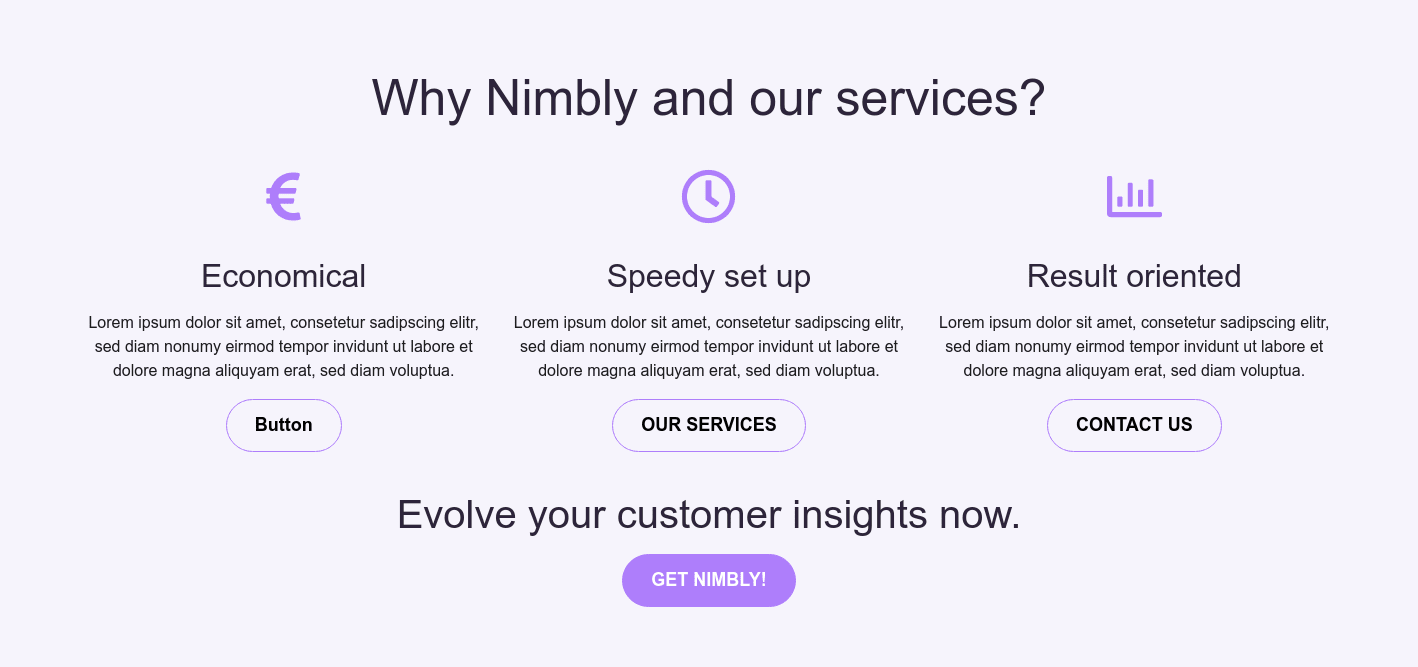 Why Nimbly and our services?
€
Economical
Lorem ipsum dolor sit amet, consetetur sadipscing elitr,
sed diam nonumy eirmod tempor invidunt ut labore et
dolore magna aliquyam erat, sed diam voluptua.
Button
Speedy set up
Lorem ipsum dolor sit amet, consetetur sadipscing elitr,
sed diam nonumy eirmod tempor invidunt ut labore et
dolore magna aliquyam erat, sed diam voluptua.
OUR SERVICES
Result oriented
Lorem ipsum dolor sit amet, consetetur sadipscing elitr,
sed diam nonumy eirmod tempor invidunt ut labore et
dolore magna aliquyam erat, sed diam voluptua.
CONTACT US
Evolve your customer insights now.
GET NIMBLY!